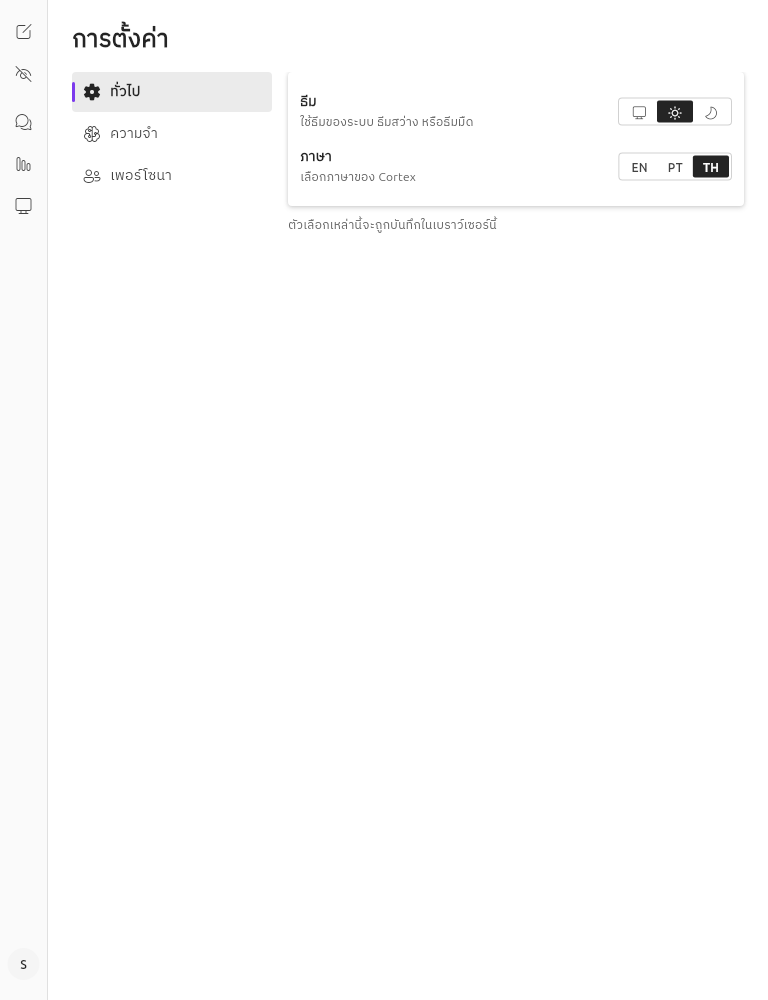 การตั้งค่า
ทั่วไป
ความจำ
เพอร์โซนา
ธีม
ใช้ธีมของระบบ ธีมสว่าง หรือธีมมืด
ภาษา
เลือกภาษาของ Cortex
EN PT TH
ตัวเลือกเหล่านี้จะถูกบันทึกในเบราว์เซอร์นี้
S